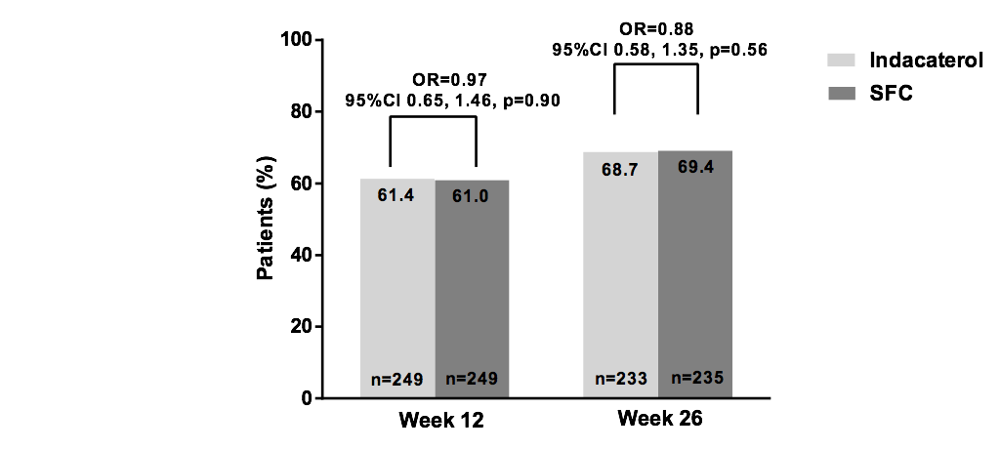 OR=0.88
95%CI 0.58, 1.35, p=0.56
OR=0.97
95%CI 0.65, 1.46, p=0.90
Indacaterol
SFC
Patients (%)
100
80
60
40
20
0
61.4
61.0
68.7
69.4
n=249
n=249
n=233
n=235
Week 12
Week 26